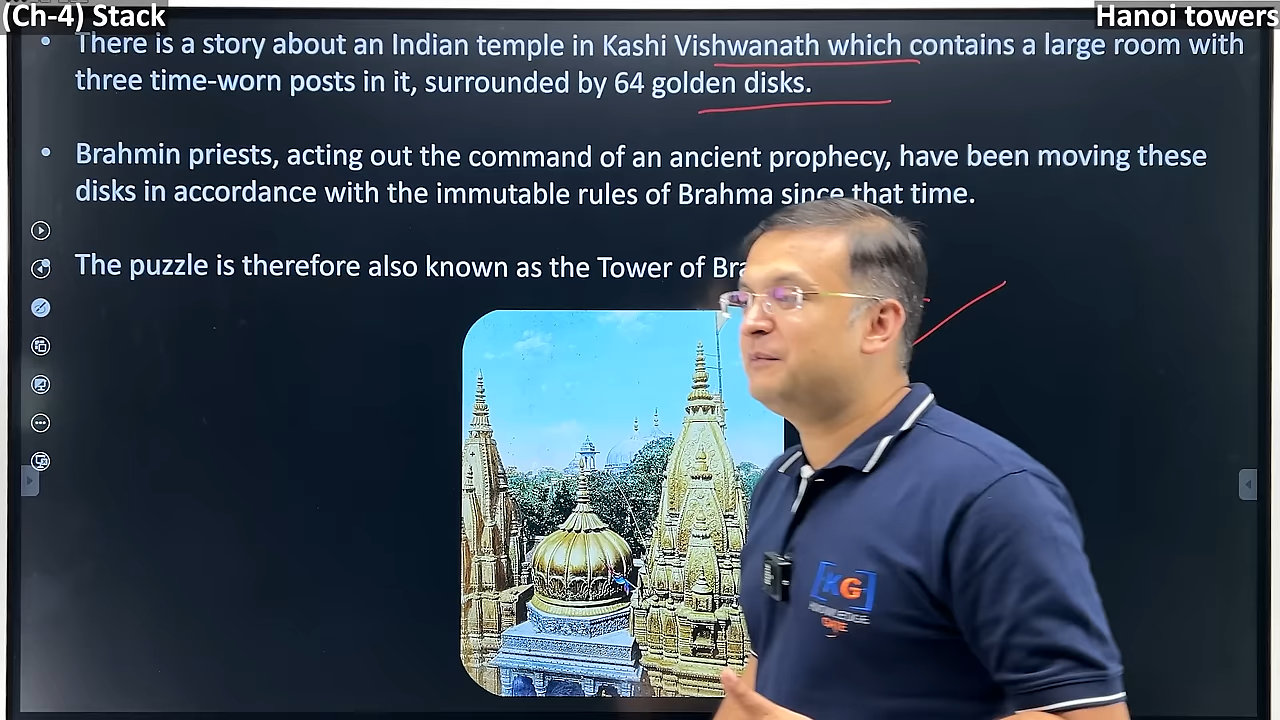 (Ch-4) Stack
Hanoi towers
• There is a story about an Indian temple in Kashi Vishwanath which contains a large room with
three time-worn posts in it, surrounded by 64 golden disks.
• Brahmin priests, acting out the command of an ancient prophecy, have been moving these
disks in accordance with the immutable rules of Brahma since that time.
The puzzle is therefore also known as the Tower of Bra
KG
KNOWLEDGE
GATE